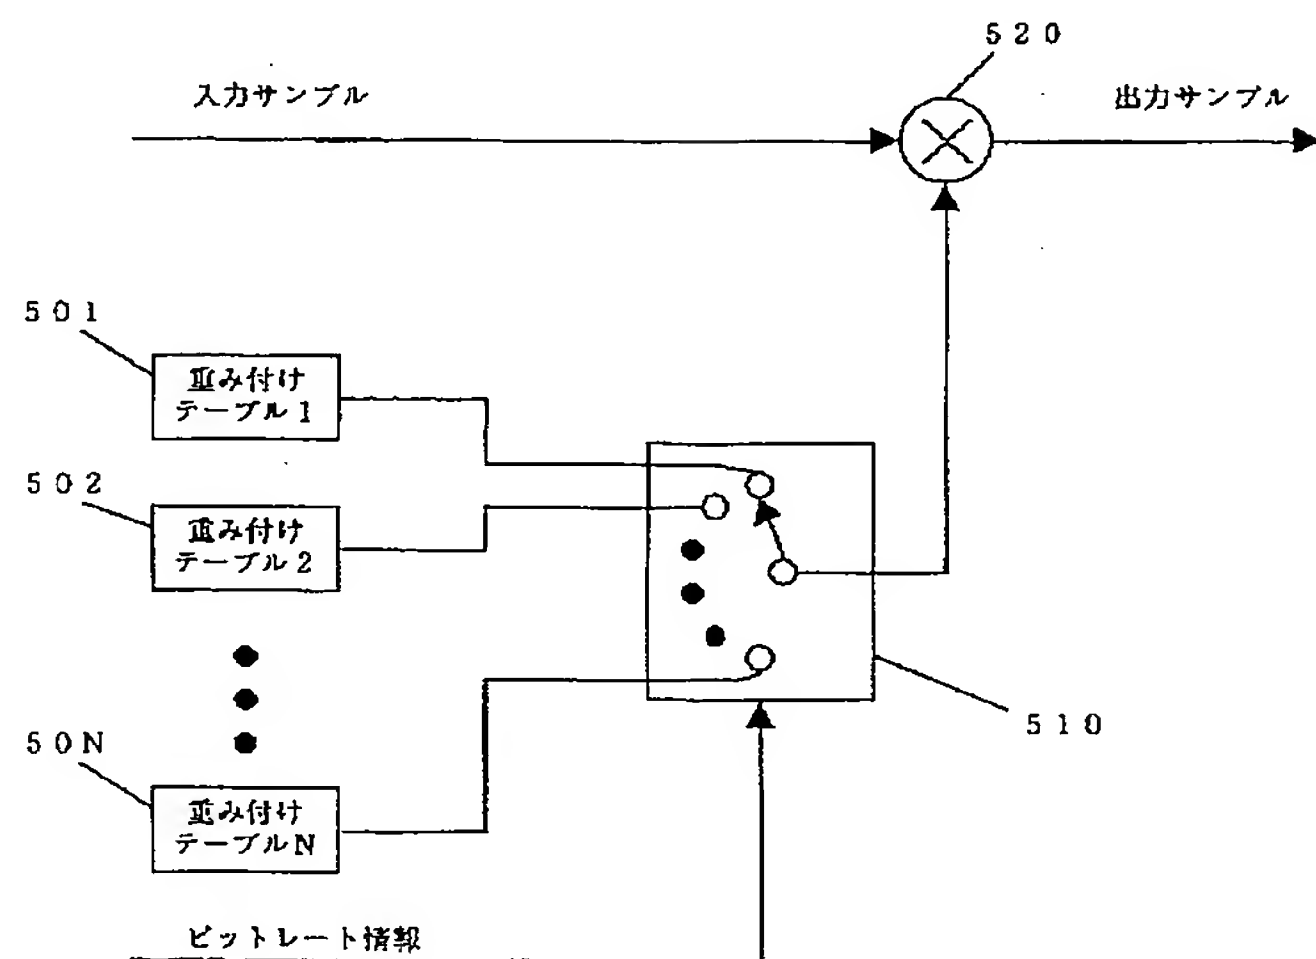 520
入力サンプル
出力サンプル
501
重み付け
テーブル1
502
重み付け
テーブル2
510
50N
重み付け
テーブルN
ビットレート情報